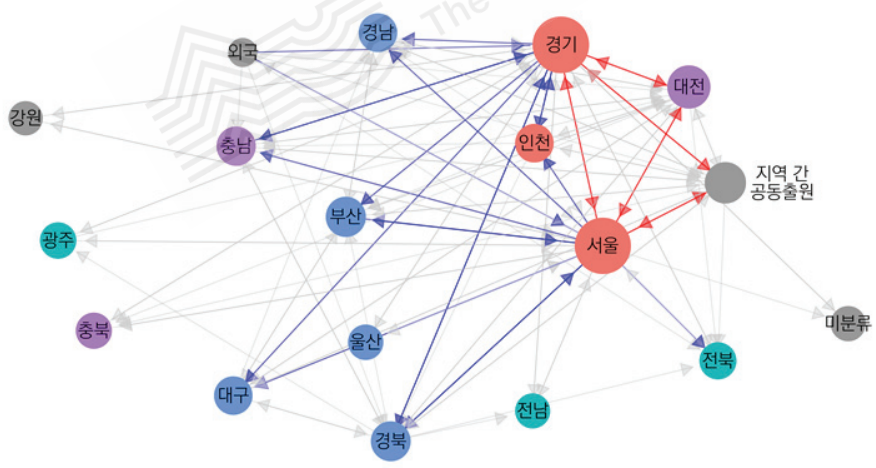 The
외국
경남
경기
대전
강원
충남
인천
지역 간
공동출원
부산
광주
서울
충북
울산
미분류
전북
대구
전남
경북